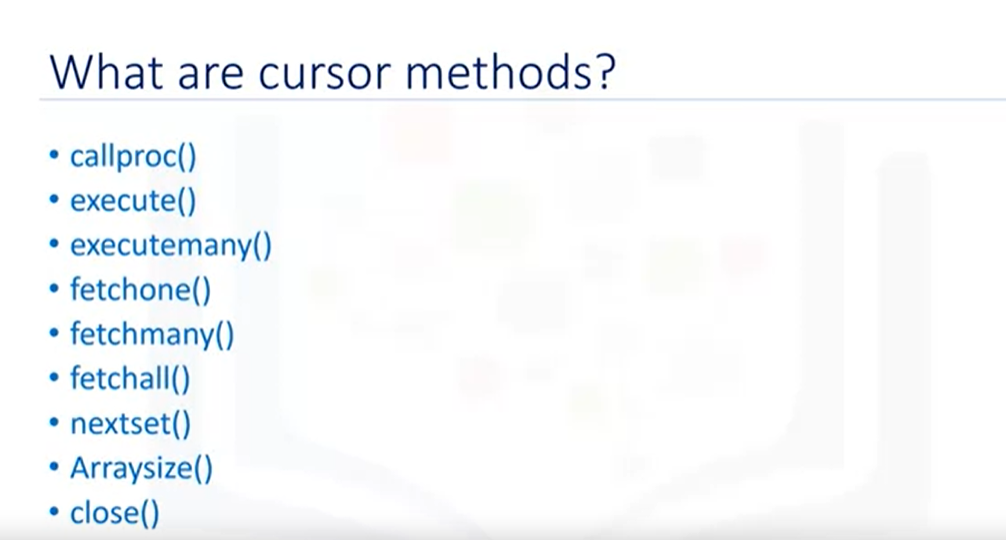 What are cursor methods?
• callproc()
• execute()
• executemany()
• fetchone()
• fetchmany()
• fetchall()
• nextset()
• Arraysize()
• close()